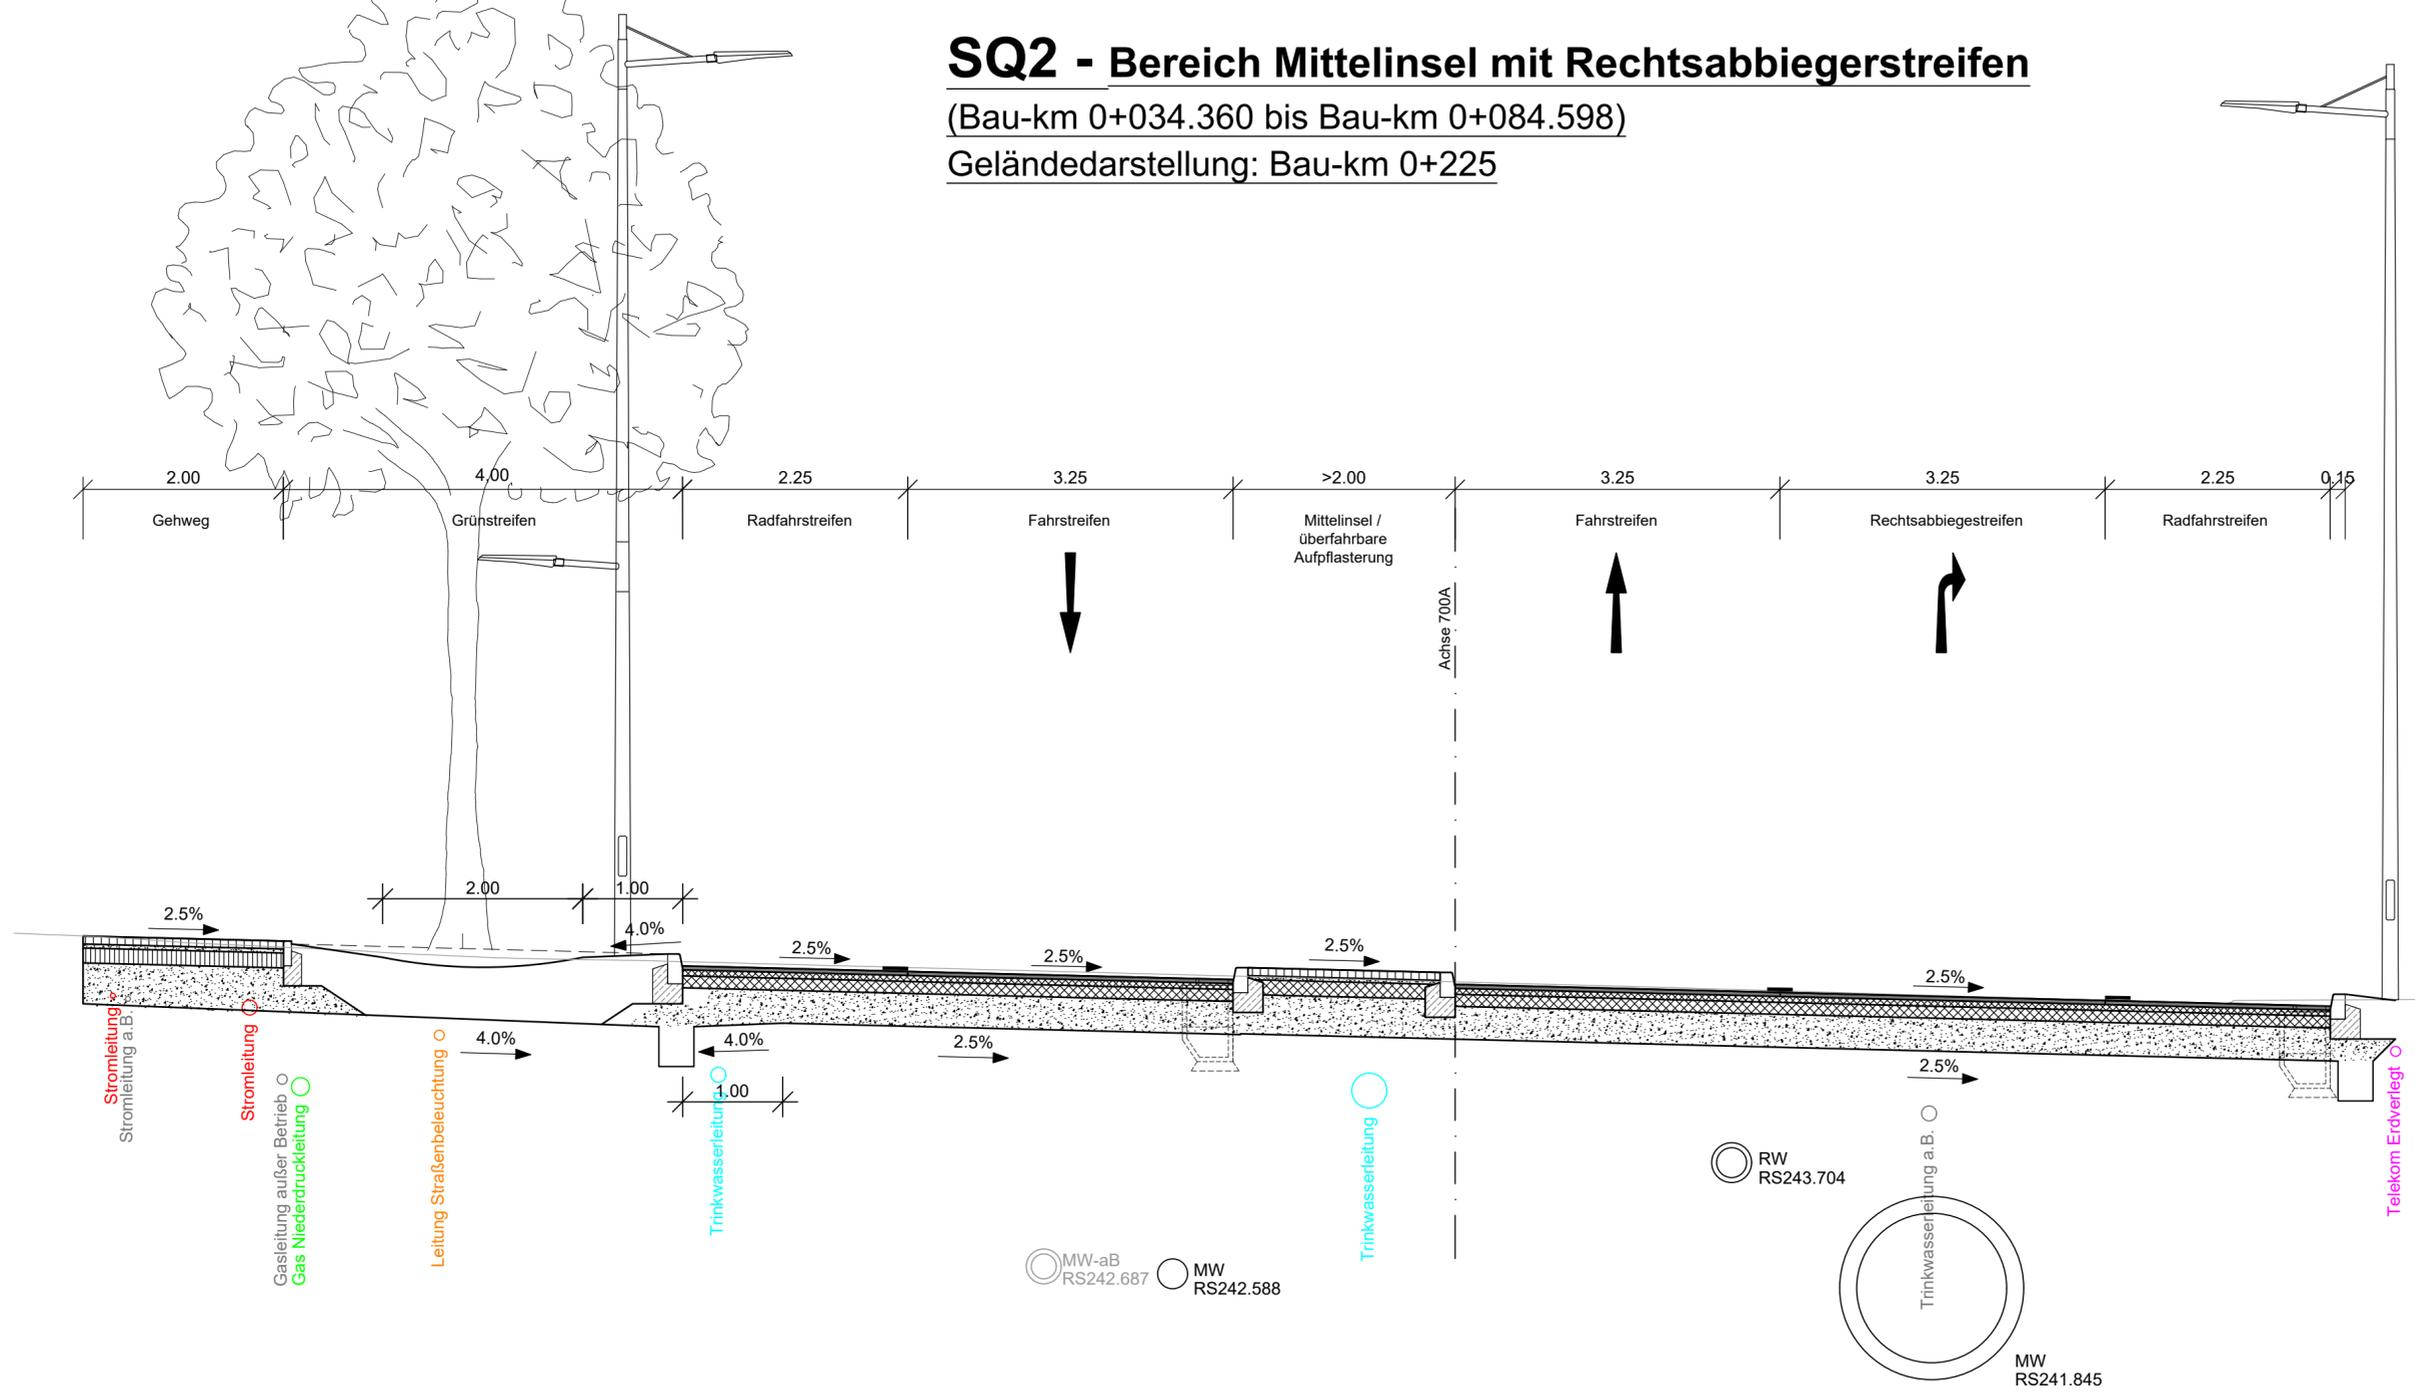 SQ2 - Bereich Mittelinsel mit Rechtsabbiegerstreifen
(Bau-km 0+034.360 bis Bau-km 0+084.598)
Geländedarstellung: Bau-km 0+225
2.00
4.00
2.25
3.25
>2.00
3.25
3.25
2.25
0.15
Gehweg
Grünstreifen
Radfahrstreifen
Fahrstreifen
Mittelinsel /
überfahrbare
Aufpflasterung
Fahrstreifen
Rechtsabbiegestreifen
Radfahrstreifen
Achse 700A
2.00
1.00
2.5%
4.0%
2.5%
2.5%
2.5%
2.5%
4.0%
4.0%
2.5%
2.5%
1.00
Stromleitung
Stromleitung a.B.
Stromleitung
Gasleitung außer Betrieb
Gas Niederdruckleitung
Leitung Straßenbeleuchtung
Trinkwasserleitung
Trinkwasserleitung
Trinkwasserleitung a.B.
Telekom Erdverlegt
MW-aB
RS242.687
MW
RS242.588
RW
RS243.704
MW
RS241.845